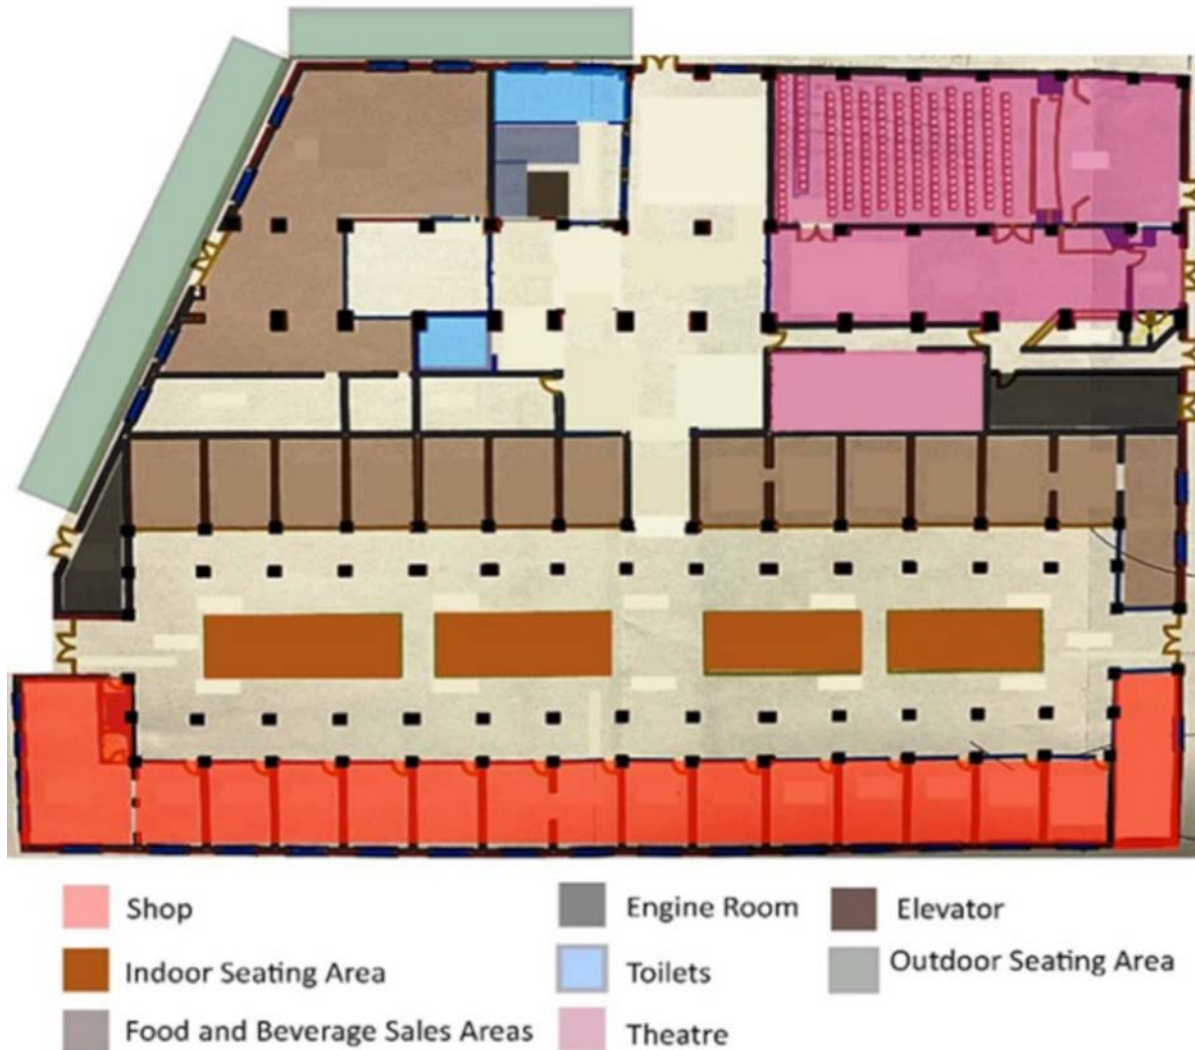 Shop
Engine Room
Elevator
Indoor Seating Area
Toilets
Outdoor Seating Area
Food and Beverage Sales Areas
Theatre